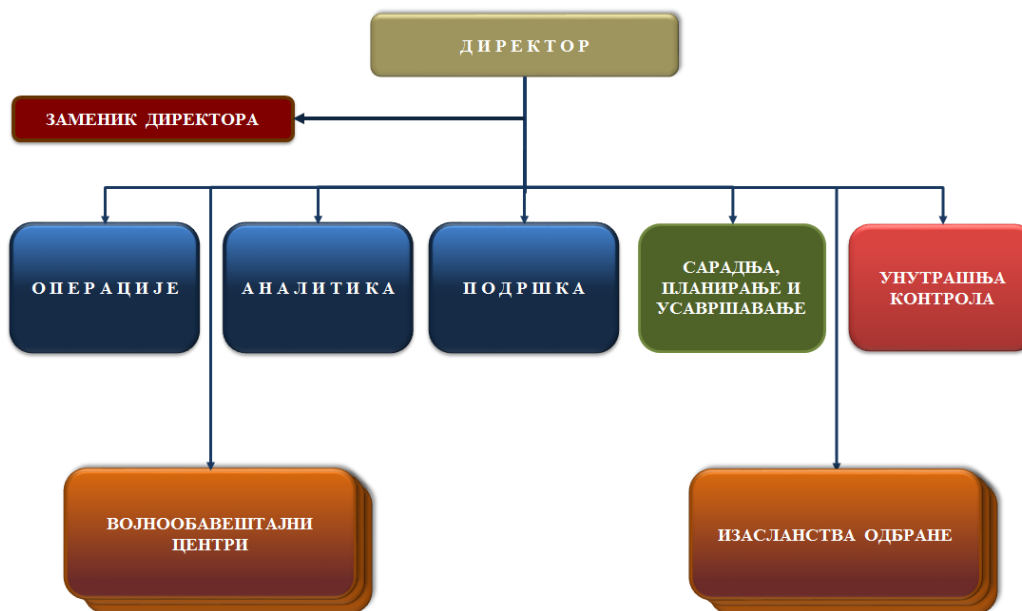 ДИРЕКТОР
ЗАМЕНИК ДИРЕКТОРА
ОПЕРАЦИЈЕ
АНАЛИТИКА
ПОДРШКА
САРАДЊА,
ПЛАНИРАЊЕ И
УСАВРШАВАЊЕ
УНУТРАШЊА
КОНТРОЛА
ВОЈНООБАВЕШТАЈНИ
ЦЕНТРИ
ИЗАСЛАНСТВА ОДБРАНЕ